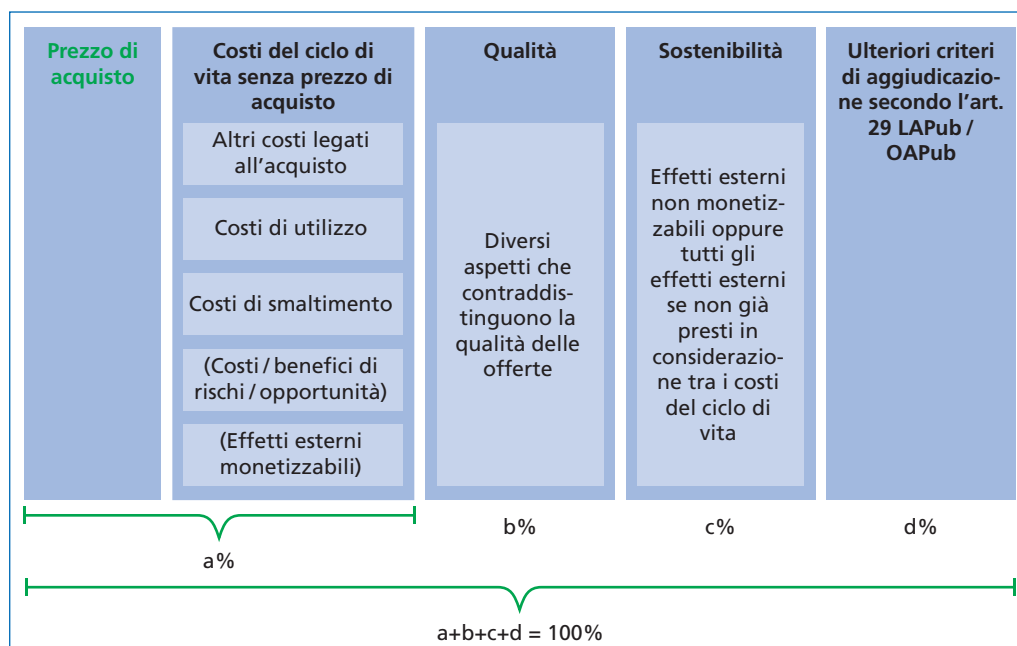 Prezzo di
acquisto
Costi del ciclo di
vita senza prezzo di
acquisto
Altri costi legati
all'acquisto
Costi di utilizzo
Costi di smaltimento
(Costi / benefici di
rischi / opportunità)
(Effetti esterni
monetizzabili)
Qualità
Diversi
aspetti che
contraddis-
tinguono la
qualità delle
offerte
Sostenibilità
Effetti esterni
non monetiz-
zabili oppure
tutti gli
effetti esterni
se non già
presti in
considerazio-
ne tra i costi
del ciclo di
vita
Ulteriori criteri
di aggiudicazio-
ne secondo l'art.
29 LAPub /
OAPub
a%
b%
c%
d%
a+b+c+d = 100%